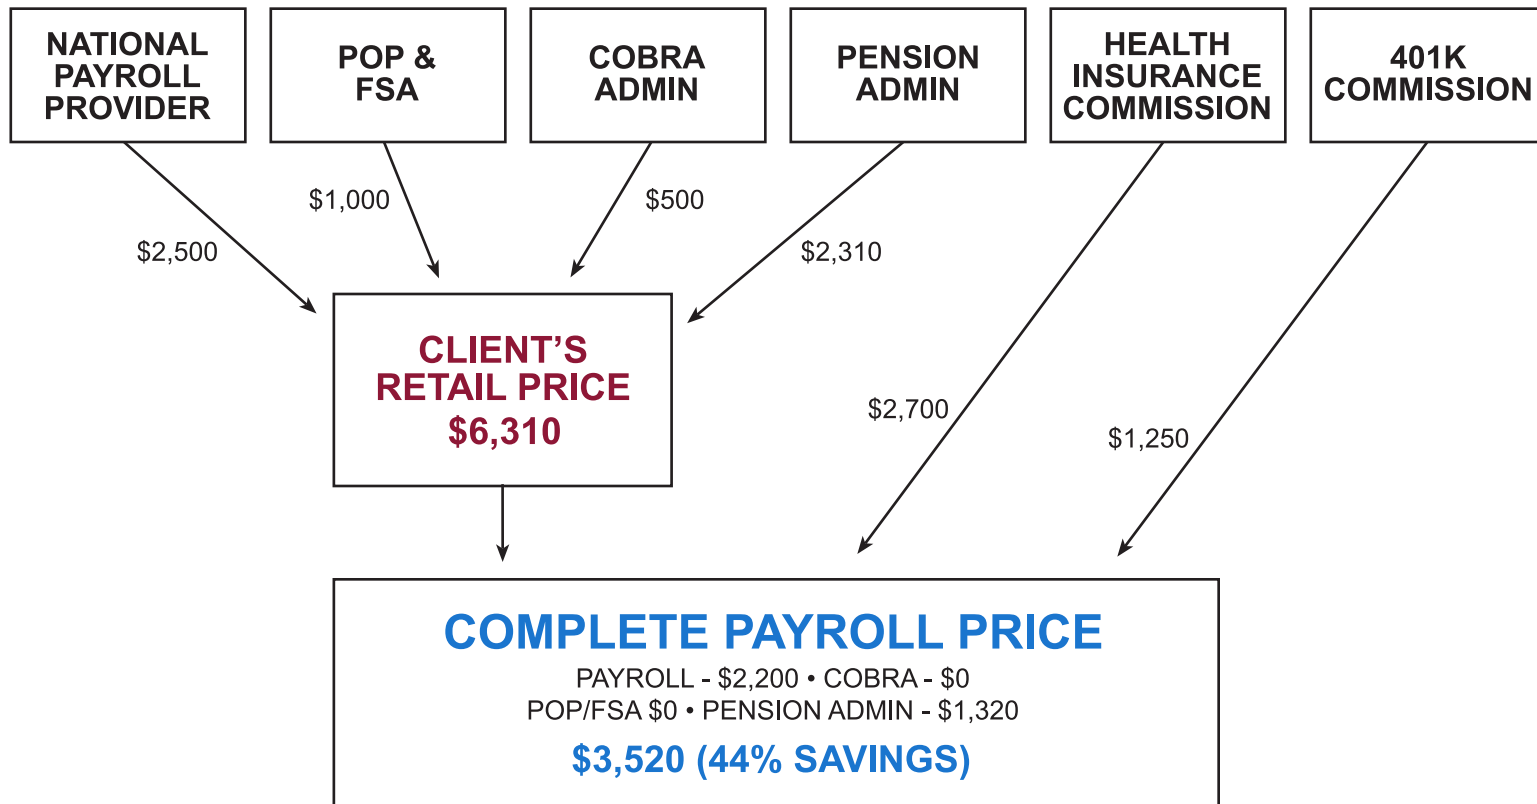 NATIONAL
PAYROLL
PROVIDER
POP &
FSA
COBRA
ADMIN
PENSION
ADMIN
HEALTH
INSURANCE
COMMISSION
401K
COMMISSION
$2,500
$1,000
$500
$2,310
$2,700
$1,250
CLIENT’S
RETAIL PRICE
$6,310
COMPLETE PAYROLL PRICE
PAYROLL - $2,200 • COBRA - $0
POP/FSA $0 • PENSION ADMIN - $1,320
$3,520 (44% SAVINGS)